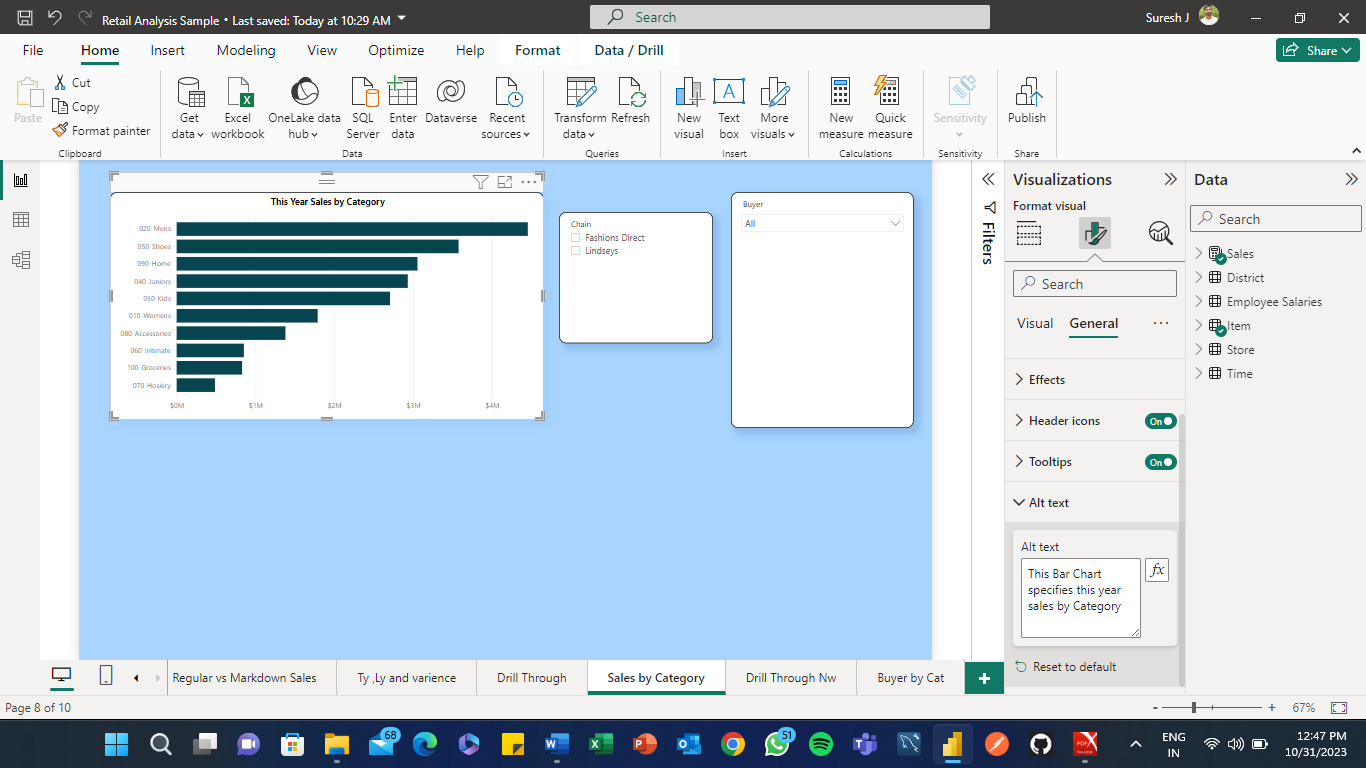 Retail Analysis Sample • Last saved: Today at 10:29 AM
Search
Suresh J
File Home Insert Modeling View Optimize Help Format Data / Drill
Share
Paste
Cut
Copy
Format painter
Clipboard
Get data
Excel workbook
OneLake data hub
SQL Server
Enter data
Dataverse
Recent sources
Data
Transform data
Refresh
Queries
New visual
Text box
More visuals
Insert
New measure
Quick measure
Calculations
Sensitivity
Sensitivity
Publish
Share
This Year Sales by Category
020 Mens
050 Shoes
090 Home
040 Juniors
030 Kids
010 Womens
080 Accessories
060 Intimate
100 Groceries
070 Hosiery
$0M $1M $2M $3M $4M
Chain
Fashions Direct
Lindseys
Buyer
All
Filters
Visualizations
Format visual
Search
Visual General
Effects
Header icons On
Tooltips On
Alt text
Alt text
This Bar Chart
specifies this year
sales by Category
fx
Reset to default
Data
Search
Sales
District
Employee Salaries
Item
Store
Time
Regular vs Markdown Sales Ty ,Ly and varience Drill Through Sales by Category Drill Through Nw Buyer by Cat
Page 8 of 10
- + 67%
68
51
ENG
IN
12:47 PM
10/31/2023